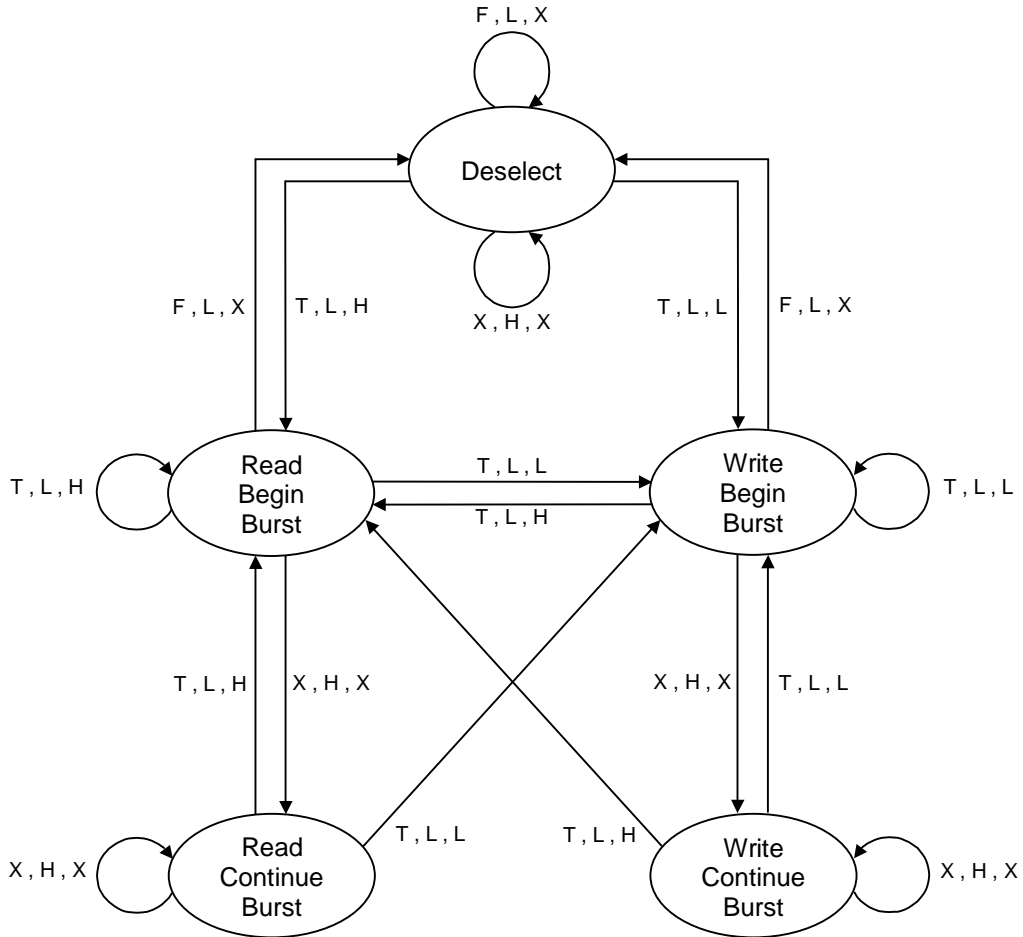 F , L , X
Deselect
X , H , X
F , L , X
T , L , H
T , L , L
F , L , X
Read
Begin
Burst
T , L , L
T , L , H
Write
Begin
Burst
T , L , H
T , L , L
T , L , H
X , H , X
X , H , X
T , L , L
T , L , L
T , L , H
Read
Continue
Burst
Write
Continue
Burst
X , H , X
X , H , X